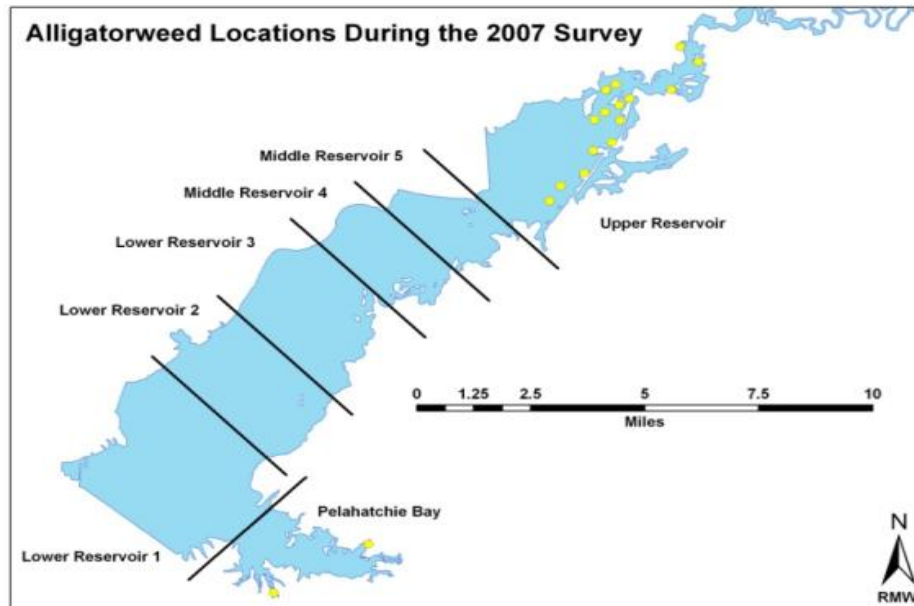 Alligatorweed Locations During the 2007 Survey
Middle Reservoir 5
Middle Reservoir 4
Upper Reservoir
Lower Reservoir 3
Lower Reservoir 2
0 1.25 2.5 5 7.5 10
Miles
Pelahatchie Bay
Lower Reservoir 1
N
RMW